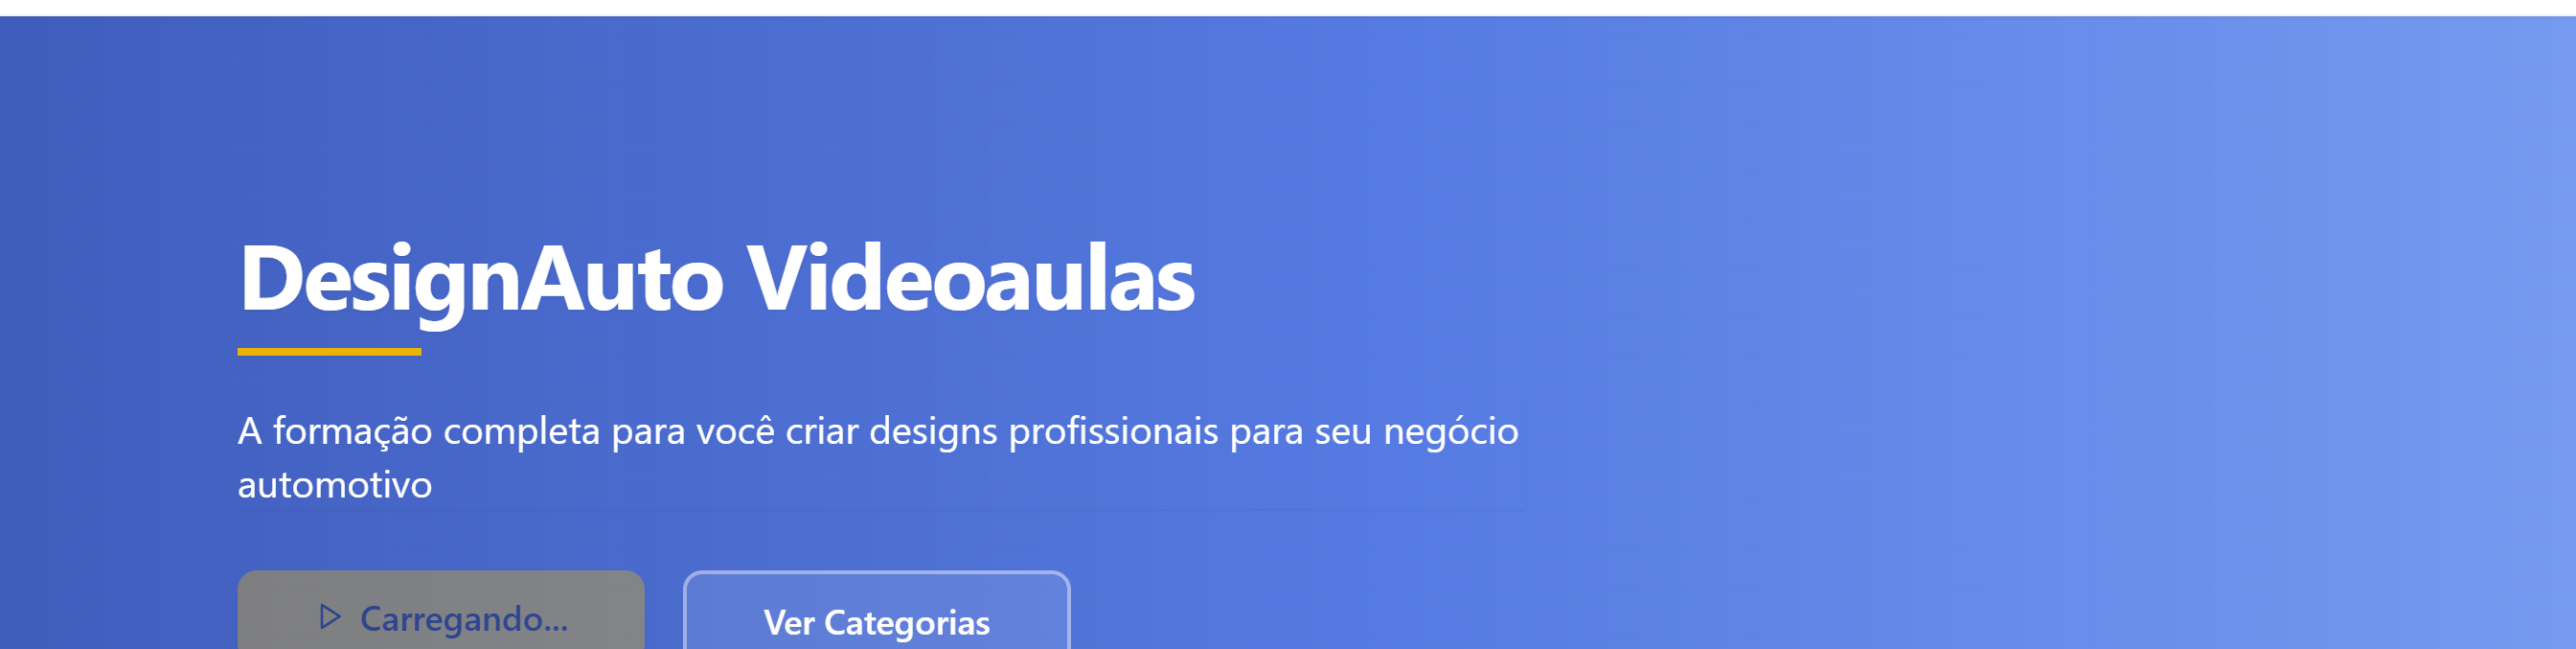 DesignAuto Videoaulas
A formação completa para você criar designs profissionais para seu negócio
automotivo
Carregando...
Ver Categorias